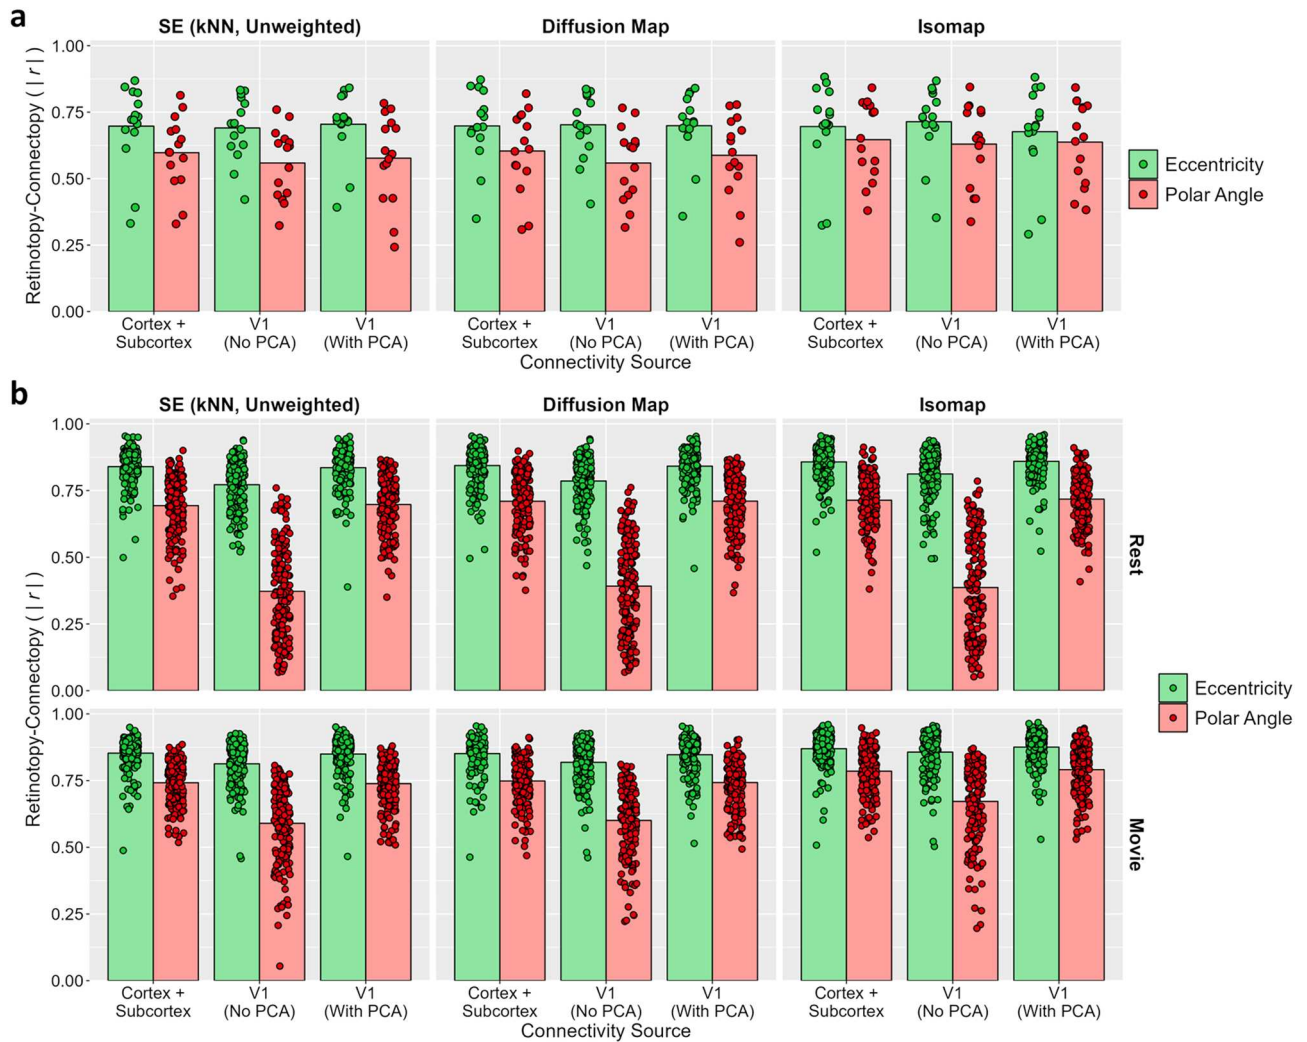 a
SE (kNN, Unweighted)
Diffusion Map
Isomap
Retinotopy-Connectopy ( | r | )
1.00
0.75
0.50
0.25
0.00
Cortex +
Subcortex
V1
(No PCA)
V1
(With PCA)
Cortex +
Subcortex
V1
(No PCA)
V1
(With PCA)
Cortex +
Subcortex
V1
(No PCA)
V1
(With PCA)
Connectivity Source
Eccentricity
Polar Angle
b
SE (kNN, Unweighted)
Diffusion Map
Isomap
Retinotopy-Connectopy ( | r | )
1.00
0.75
0.50
0.25
0.00
Rest
1.00
0.75
0.50
0.25
0.00
Movie
Cortex +
Subcortex
V1
(No PCA)
V1
(With PCA)
Cortex +
Subcortex
V1
(No PCA)
V1
(With PCA)
Cortex +
Subcortex
V1
(No PCA)
V1
(With PCA)
Connectivity Source
Eccentricity
Polar Angle